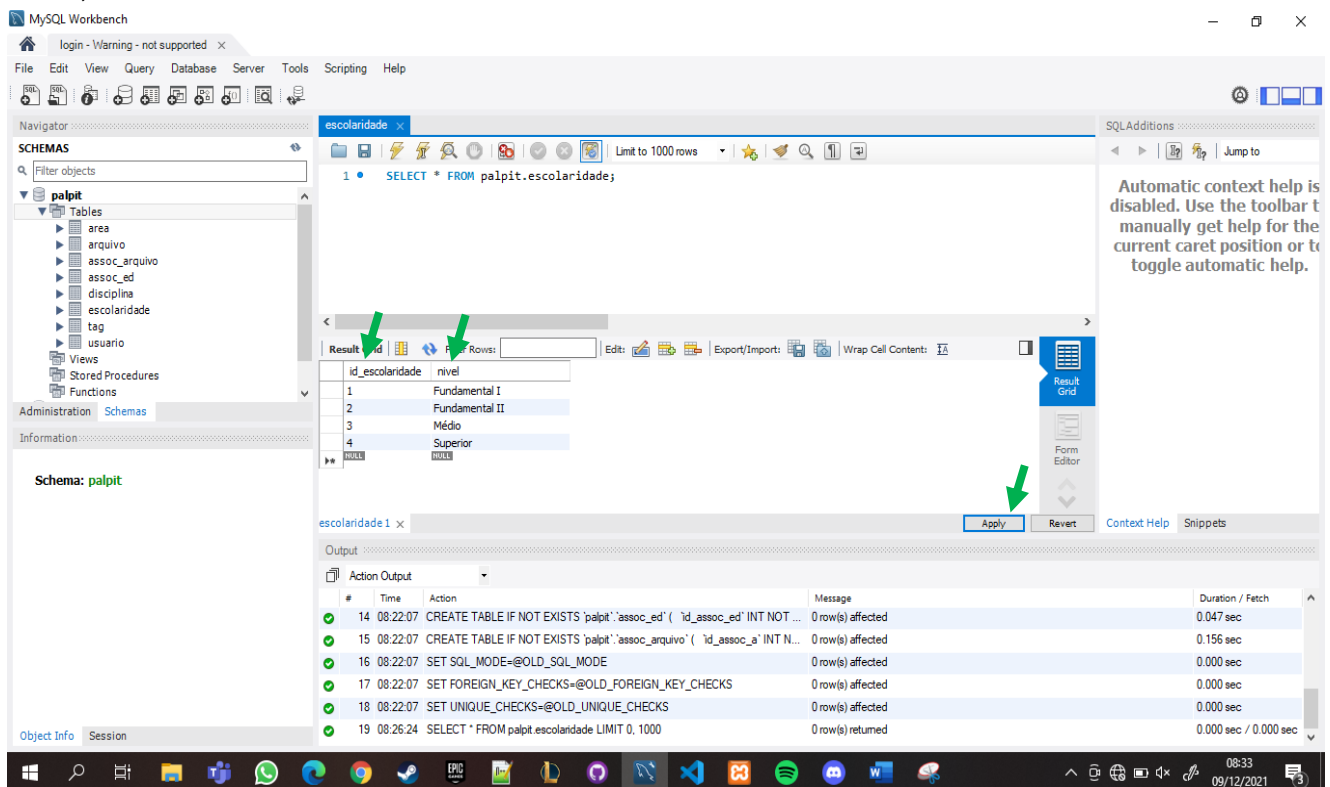 MySQL Workbench
login - Warning - not supported
File Edit View Query Database Server Tools Scripting Help
Navigator
SCHEMAS
Filter objects
palpit
Tables
area
arquivo
assoc_arquivo
assoc_ed
disciplina
escolaridade
tag
usuario
Views
Stored Procedures
Functions
Administration Schemas
Information
Schema: palpit
Object Info Session
escolaridade
Limit to 1000 rows
1 SELECT * FROM palpit.escolaridade;
Result Rows: Edit: Export/Import: Wrap Cell Content:
id_escolaridade nivel
1 Fundamental I
2 Fundamental II
3 Médio
4 Superior
NULL NULL
Result
Grid
Form
Editor
escolaridade 1 Apply Revert
SQLAdditions
Jump to
Automatic context help is
disabled. Use the toolbar t
manually get help for the
current caret position or to
toggle automatic help.
Context Help Snippets
Output
Action Output
# Time Action Message Duration / Fetch
14 08:22:07 CREATE TABLE IF NOT EXISTS `palpit`.`assoc_ed` ( `id_assoc_ed` INT NOT ... 0 row(s) affected 0.047 sec
15 08:22:07 CREATE TABLE IF NOT EXISTS `palpit`.`assoc_arquivo` ( `id_assoc_a` INT N... 0 row(s) affected 0.156 sec
16 08:22:07 SET SQL_MODE=@OLD_SQL_MODE 0 row(s) affected 0.000 sec
17 08:22:07 SET FOREIGN_KEY_CHECKS=@OLD_FOREIGN_KEY_CHECKS 0 row(s) affected 0.000 sec
18 08:22:07 SET UNIQUE_CHECKS=@OLD_UNIQUE_CHECKS 0 row(s) affected 0.000 sec
19 08:26:24 SELECT * FROM palpit.escolaridade LIMIT 0, 1000 0 row(s) returned 0.000 sec / 0.000 sec
08:33
09/12/2021